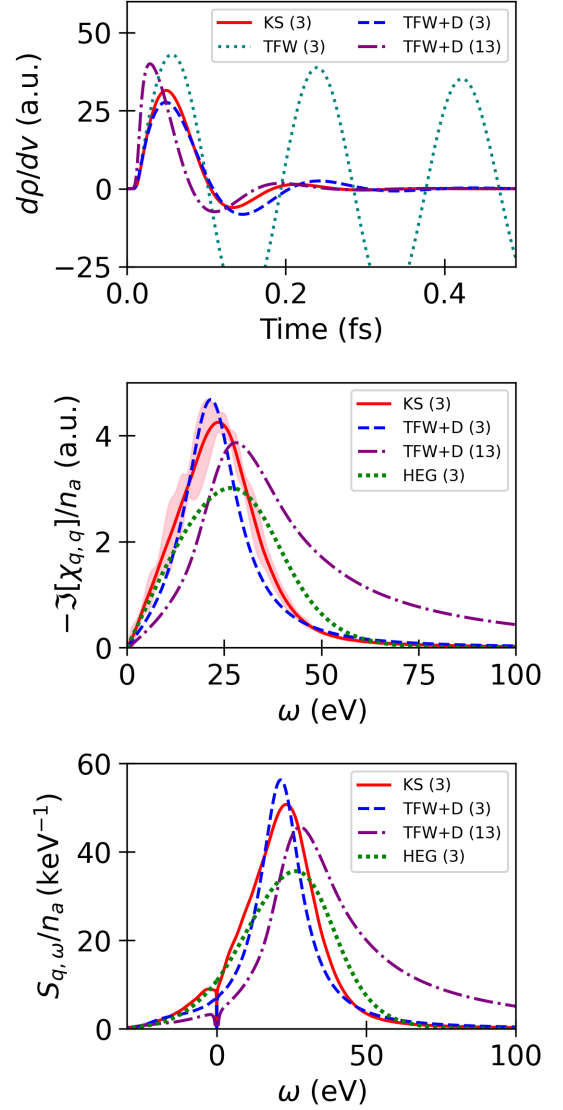 50
25
0
−25
dρ/dv (a.u.)
KS (3)
TFW (3)
TFW+D (3)
TFW+D (13)
0.0 0.2 0.4
Time (fs)
4
2
0
−ℑ[χq, q]/na (a.u.)
KS (3)
TFW+D (3)
TFW+D (13)
HEG (3)
0 25 50 75 100
ω (eV)
60
40
20
0
Sq, ω/na (keV−1)
KS (3)
TFW+D (3)
TFW+D (13)
HEG (3)
0 50 100
ω (eV)